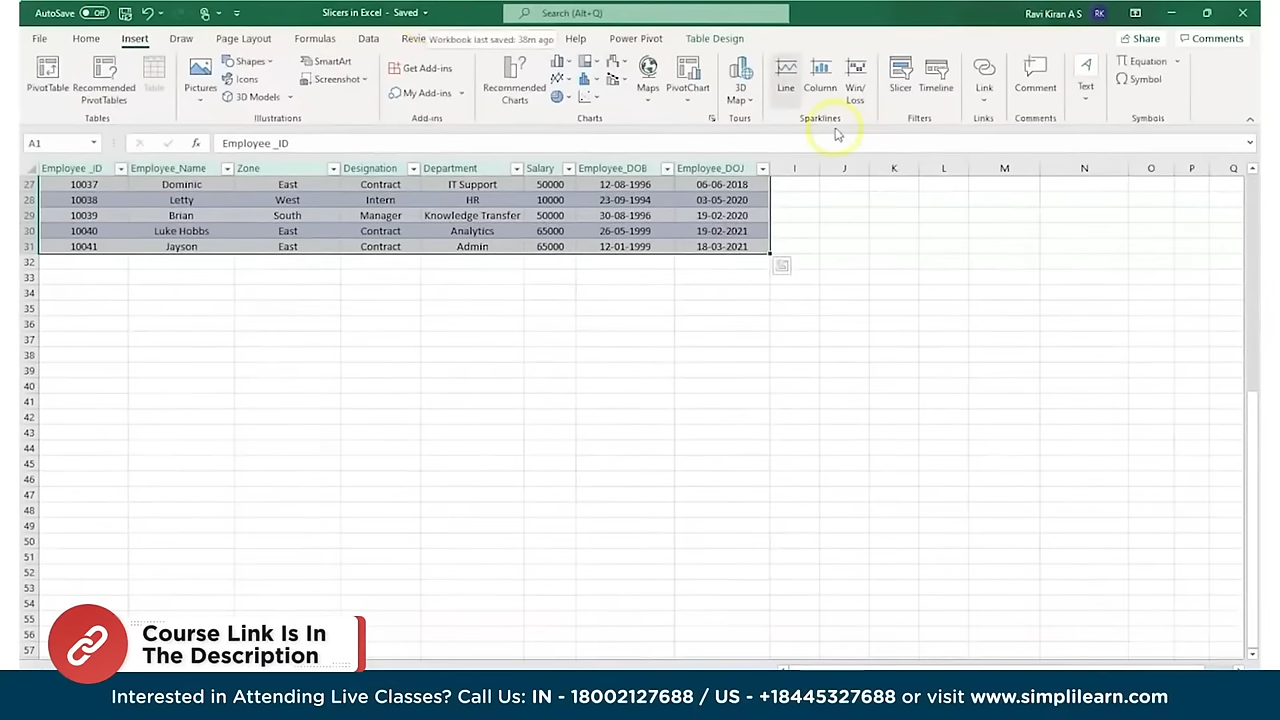 AutoSave Off
Slicers in Excel - Saved
Search (Alt+Q)
Ravi Kiran A S RK
File Home Insert Draw Page Layout Formulas Data Revie Help Power Pivot Table Design
Workbook last saved: 38m ago
Share Comments
PivotTable Recommended PivotTables Table
Pictures Shapes Icons 3D Models SmartArt Screenshot
Get Add-ins My Add-ins
Recommended Charts Maps PivotChart
3D Map Line Column Win/Loss
Slicer Timeline Link Comment Text Equation Symbol
Tables Illustrations Add-ins Charts Tours Sparklines Filters Links Comments Symbols
A1 fx Employee _ID
Employee _ID Employee_Name Zone Designation Department Salary Employee_DOB Employee_DOJ I J K L M N O P Q
27 10037 Dominic East Contract IT Support 50000 12-08-1996 06-06-2018
28 10038 Letty West Intern HR 10000 23-09-1994 03-05-2020
29 10039 Brian South Manager Knowledge Transfer 50000 30-08-1996 19-02-2020
30 10040 Luke Hobbs East Contract Analytics 65000 26-05-1999 19-02-2021
31 10041 Jayson East Contract Admin 65000 12-01-1999 18-03-2021
32
33
34
35
36
37
38
39
40
41
42
43
44
45
46
47
48
49
50
51
52
53
54
55
56
57
Course Link Is In
The Description
Interested in Attending Live Classes? Call Us: IN - 18002127688 / US - +18445327688 or visit www.simplilearn.com